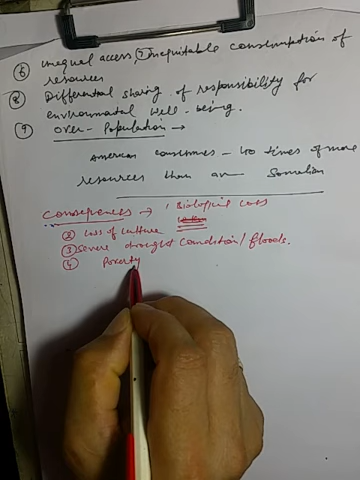 ⑥ unequal access, ⑦ Inequitable consumption of
resources
⑧ Differential sharing of responsibility for
environmental well-being.
⑨ Over-Population →
American consumes - 40 times of more
resources than an Somalian
Consequences → 1 Biological Loss
② Loss of culture
③ Severe drought condition/floods.
④ Poverty